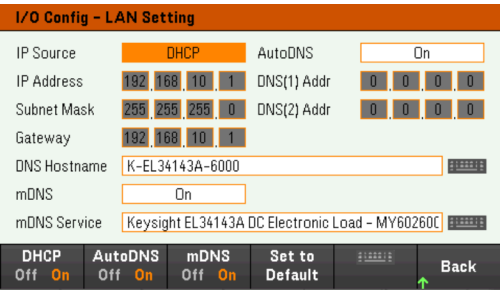 I/O Config – LAN Setting
IP Source DHCP AutoDNS On
IP Address 192 . 168 . 10 . 1 DNS(1) Addr 0 . 0 . 0 . 0
Subnet Mask 255 . 255 . 255 . 0 DNS(2) Addr 0 . 0 . 0 . 0
Gateway 192 . 168 . 10 . 1
DNS Hostname K-EL34143A-6000
mDNS On
mDNS Service Keysight EL34143A DC Electronic Load - MY60260C
DHCP AutoDNS mDNS Set to
Off On Off On Off On Default Back